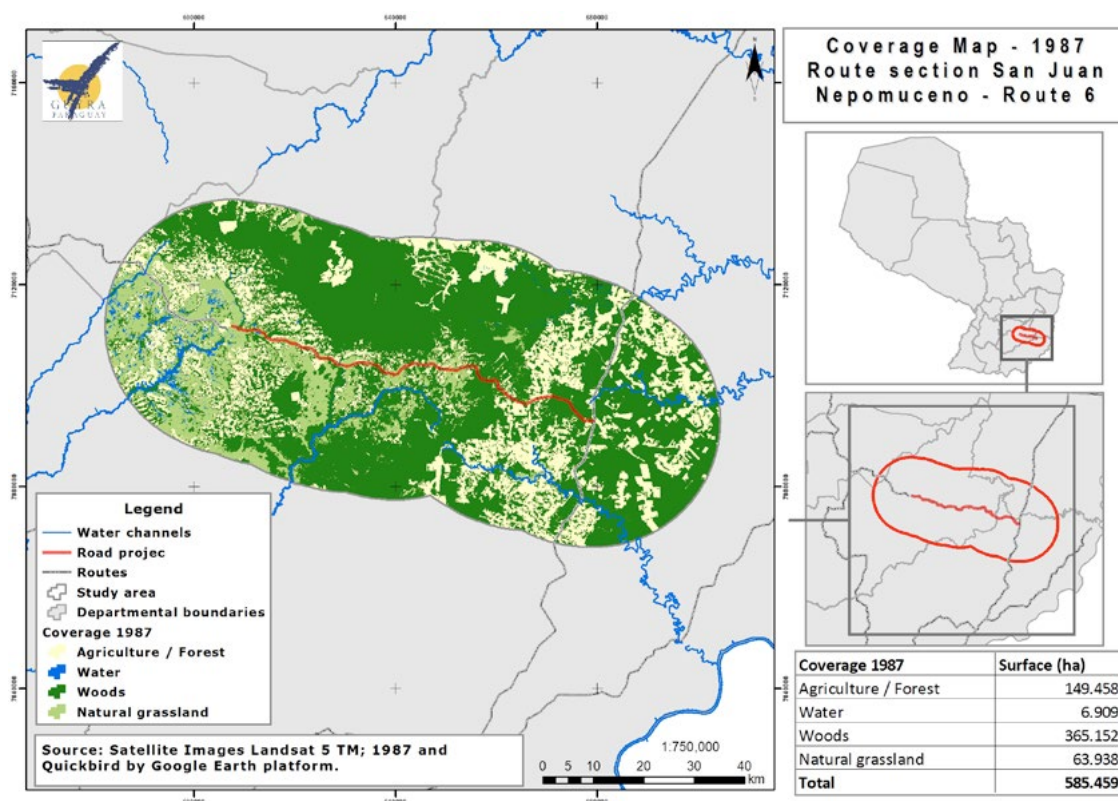 Coverage Map - 1987
Route section San Juan
Nepomuceno - Route 6
GUYRA
PARAGUAY
Legend
Water channels
Road projec
Routes
Study area
Departmental boundaries
Coverage 1987
Agriculture / Forest
Water
Woods
Natural grassland
Source: Satellite Images Landsat 5 TM; 1987 and
Quickbird by Google Earth platform.
1:750,000
0 5 10 20 30 40
km
Coverage 1987 Surface (ha)
Agriculture / Forest 149.458
Water 6.909
Woods 365.152
Natural grassland 63.938
Total 585.459